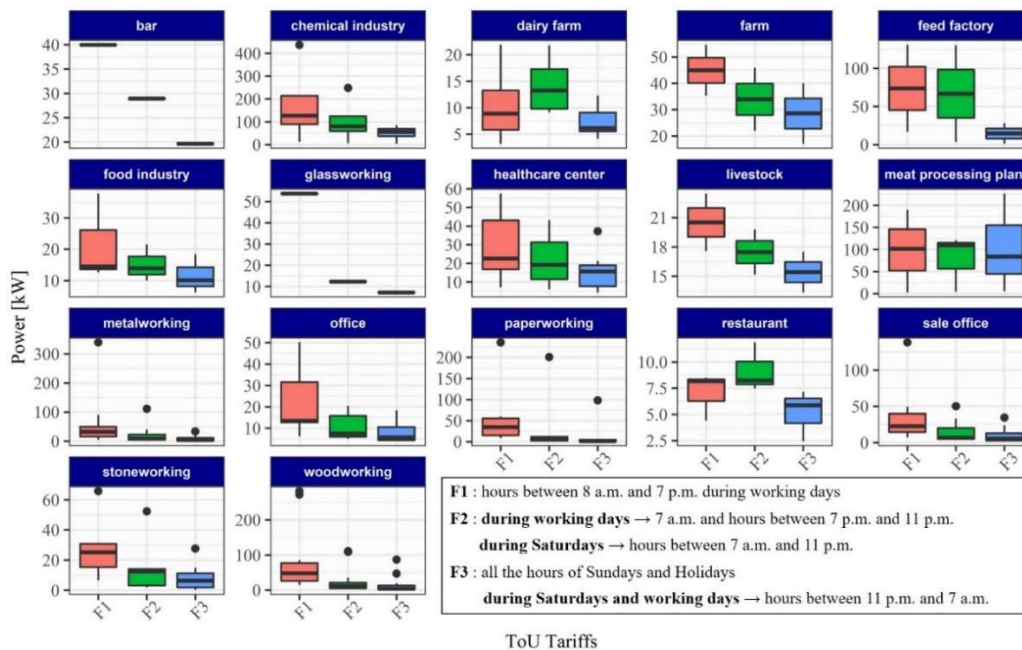 bar
chemical industry
dairy farm
farm
feed factory
40
35
30
25
20
400
300
200
100
0
20
15
10
5
50
40
30
20
100
50
0
food industry
glassworking
healthcare center
livestock
meat processing plan
30
20
10
50
40
30
20
10
60
50
40
30
20
10
0
21
18
15
200
150
100
50
0
Power [kW]
metalworking
office
paperworking
restaurant
sale office
300
200
100
0
50
40
30
20
10
200
150
100
50
0
10.0
7.5
5.0
2.5
100
50
0
F1 F2 F3
F1 F2 F3
F1 F2 F3
stoneworking
woodworking
60
40
20
0
200
100
0
F1 F2 F3
F1 F2 F3
F1 : hours between 8 a.m. and 7 p.m. during working days
F2 : during working days → 7 a.m. and hours between 7 p.m. and 11 p.m.
during Saturdays → hours between 7 a.m. and 11 p.m.
F3 : all the hours of Sundays and Holidays
during Saturdays and working days → hours between 11 p.m. and 7 a.m.
ToU Tariffs